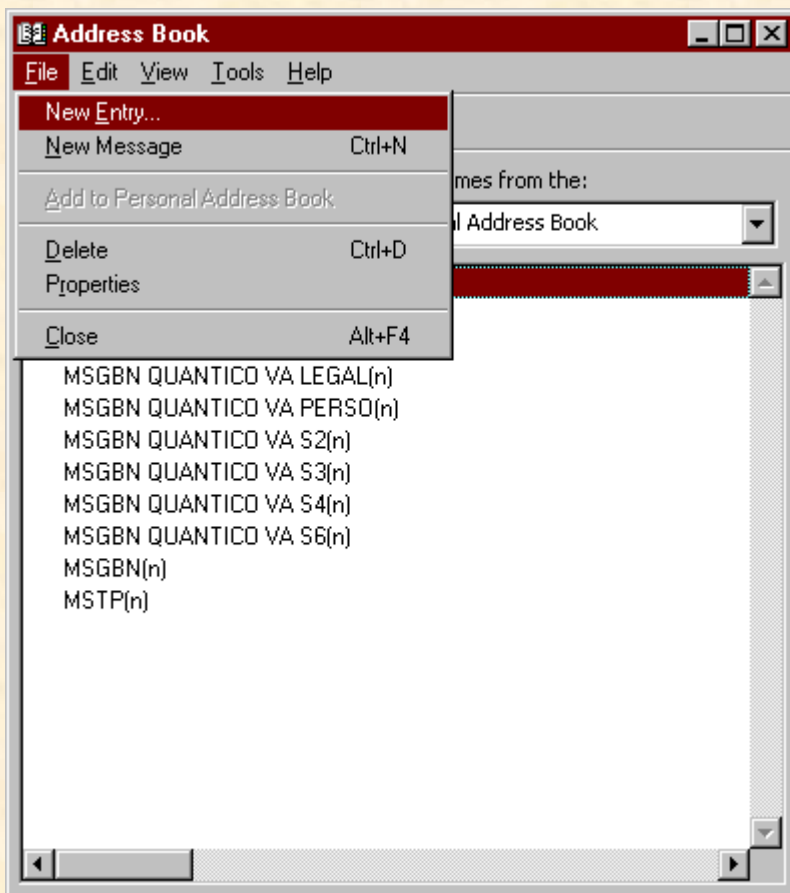 Address Book
File Edit View Tools Help
New Entry...
New Message Ctrl+N
mes from the:
Add to Personal Address Book
l Address Book
Delete Ctrl+D
Properties
Close Alt+F4
MSGBN QUANTICO VA LEGAL(n)
MSGBN QUANTICO VA PERSO(n)
MSGBN QUANTICO VA S2(n)
MSGBN QUANTICO VA S3(n)
MSGBN QUANTICO VA S4(n)
MSGBN QUANTICO VA S6(n)
MSGBN(n)
MSTP(n)